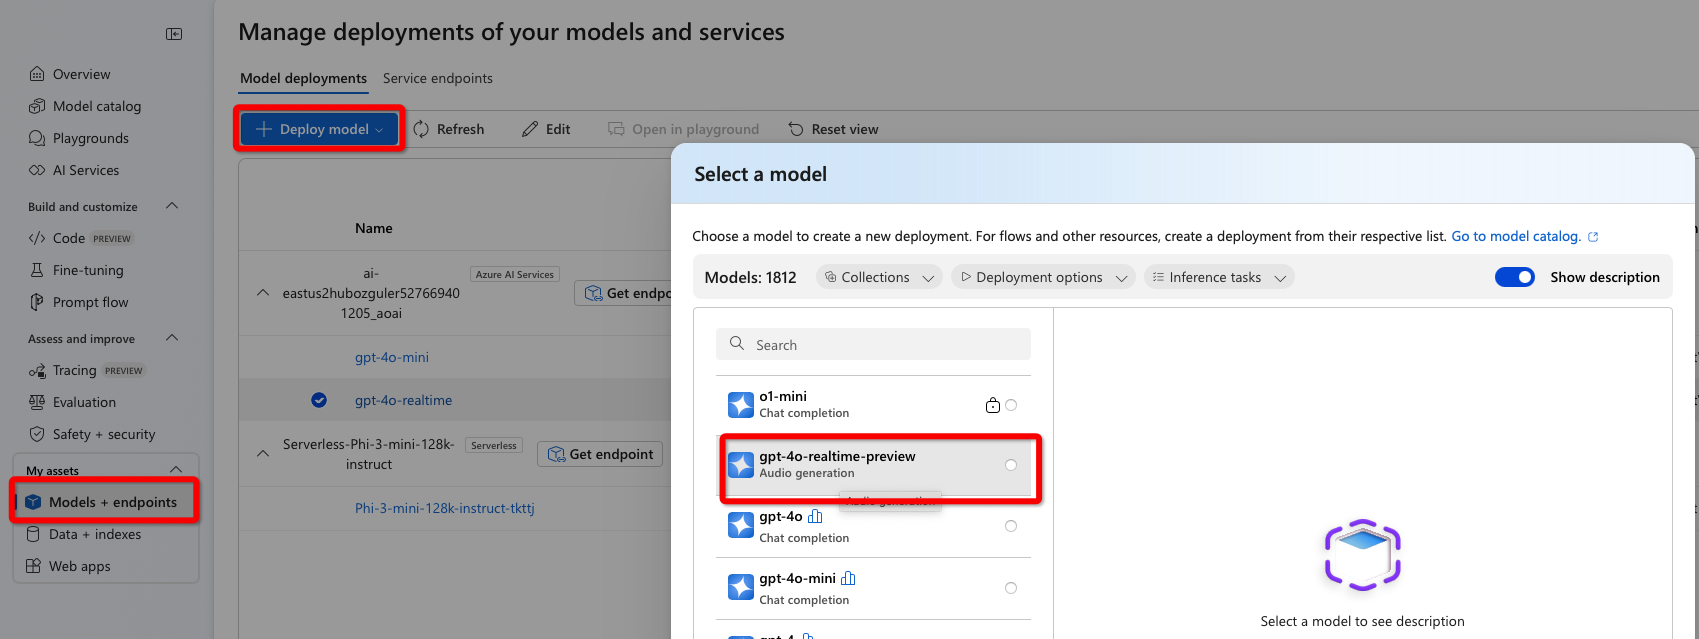 Manage deployments of your models and services
Overview
Model catalog
Playgrounds
AI Services
Build and customize
Code PREVIEW
Fine-tuning
Prompt flow
Assess and improve
Tracing PREVIEW
Evaluation
Safety + security
My assets
Models + endpoints
Data + indexes
Web apps
Model deployments Service endpoints
Deploy model Refresh Edit Open in playground Reset view
Name
ai-
eastus2hubozguler52766940
1205_aoai
Azure AI Services
Get endpo
gpt-4o-mini
gpt-4o-realtime
Serverless-Phi-3-mini-128k-
instruct
Serverless
Get endpoint
Phi-3-mini-128k-instruct-tkttj
Select a model
Choose a model to create a new deployment. For flows and other resources, create a deployment from their respective list. Go to model catalog.
Models: 1812 Collections Deployment options Inference tasks Show description
Search
o1-mini
Chat completion
gpt-4o-realtime-preview
Audio generation
Audio generation
gpt-4o
Chat completion
gpt-4o-mini
Chat completion
gpt-4
Select a model to see description